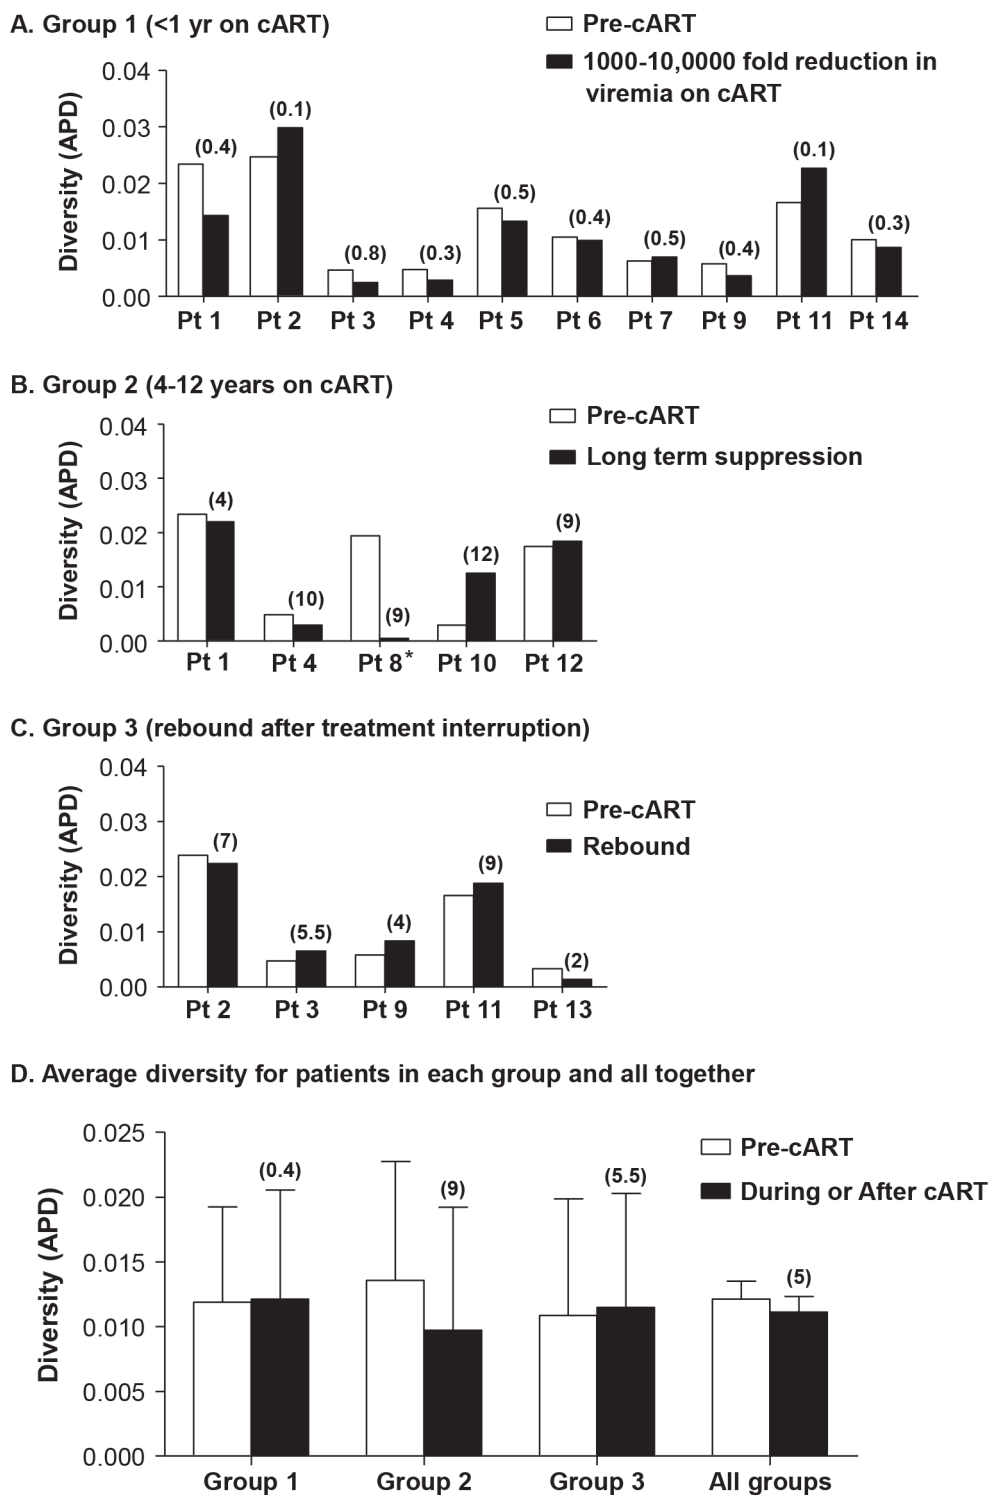 A. Group 1 (<1 yr on cART)
Pre-cART
1000-10,0000 fold reduction in
viremia on cART
Diversity (APD)
0.04
0.03
0.02
0.01
0.00
(0.4)
(0.1)
(0.8)
(0.3)
(0.5)
(0.4)
(0.5)
(0.4)
(0.1)
(0.3)
Pt 1 Pt 2 Pt 3 Pt 4 Pt 5 Pt 6 Pt 7 Pt 9 Pt 11 Pt 14
B. Group 2 (4-12 years on cART)
Pre-cART
Long term suppression
Diversity (APD)
0.04
0.03
0.02
0.01
0.00
(4)
(10)
(9)
(12)
(9)
Pt 1 Pt 4 Pt 8* Pt 10 Pt 12
C. Group 3 (rebound after treatment interruption)
Pre-cART
Rebound
Diversity (APD)
0.04
0.03
0.02
0.01
0.00
(7)
(5.5)
(4)
(9)
(2)
Pt 2 Pt 3 Pt 9 Pt 11 Pt 13
D. Average diversity for patients in each group and all together
Pre-cART
During or After cART
Diversity (APD)
0.025
0.020
0.015
0.010
0.005
0.000
(0.4)
(9)
(5.5)
(5)
Group 1 Group 2 Group 3 All groups